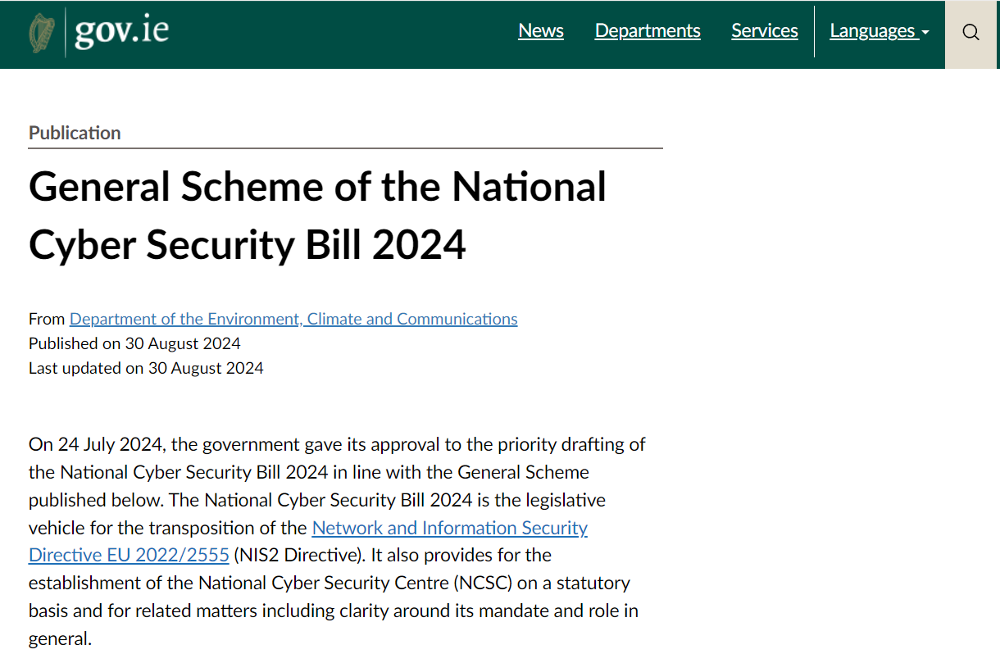 gov.ie
News Departments Services Languages
Publication
General Scheme of the National
Cyber Security Bill 2024
From Department of the Environment, Climate and Communications
Published on 30 August 2024
Last updated on 30 August 2024
On 24 July 2024, the government gave its approval to the priority drafting of
the National Cyber Security Bill 2024 in line with the General Scheme
published below. The National Cyber Security Bill 2024 is the legislative
vehicle for the transposition of the Network and Information Security
Directive EU 2022/2555 (NIS2 Directive). It also provides for the
establishment of the National Cyber Security Centre (NCSC) on a statutory
basis and for related matters including clarity around its mandate and role in
general.